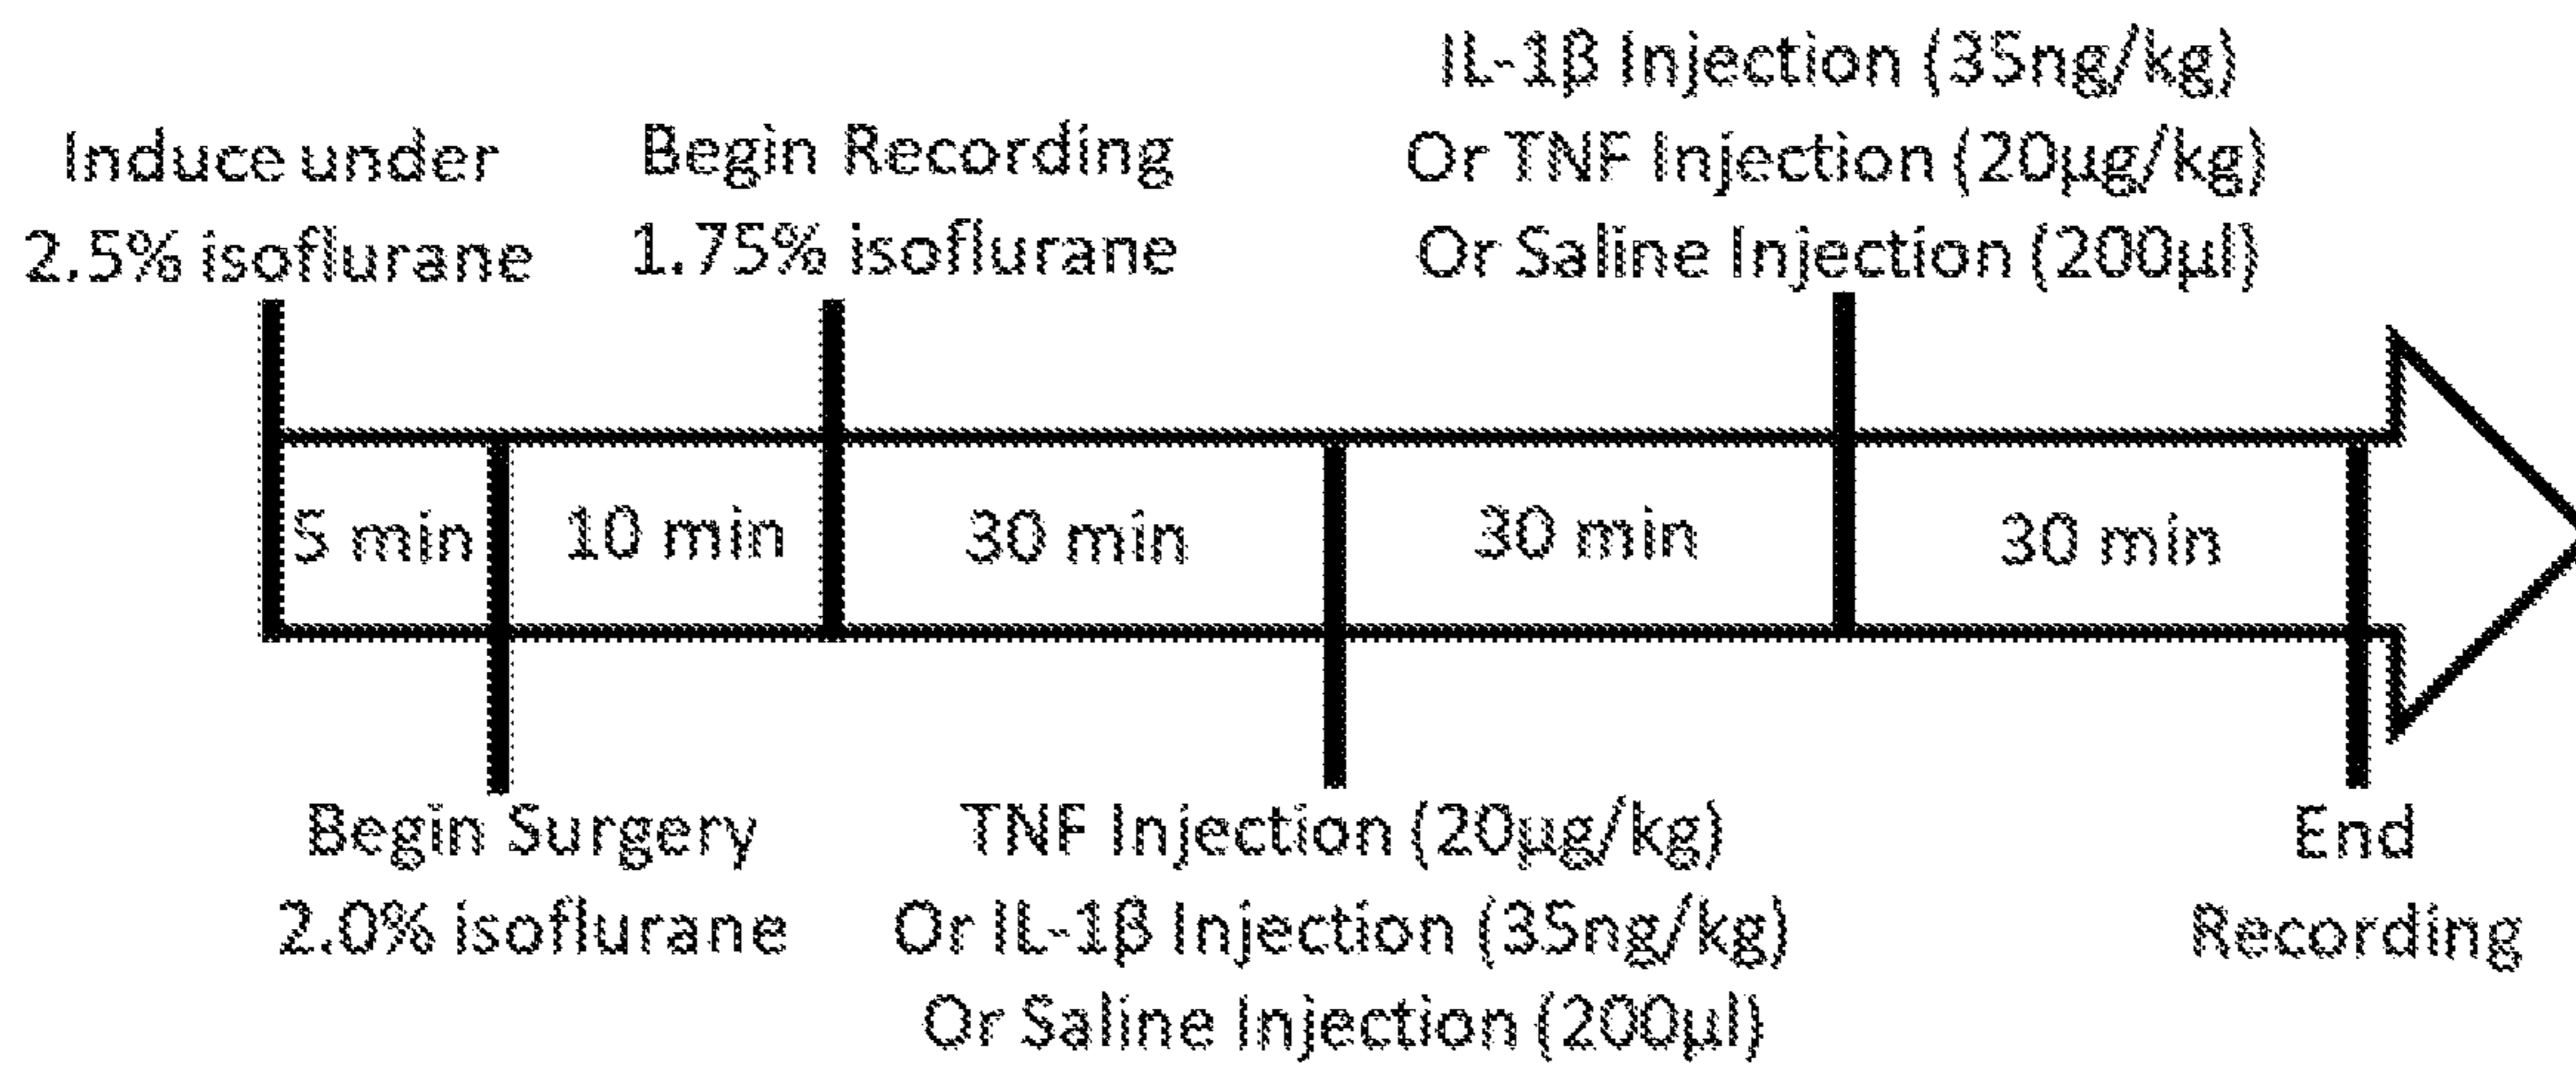 Induce under
2.5% isoflurane
Begin Recording
1.75% isoflurane
IL-1β Injection (35ng/kg)
Or TNF Injection (20µg/kg)
Or Saline Injection (200µl)
5 min
10 min
30 min
30 min
30 min
Begin Surgery
2.0% isoflurane
TNF Injection (20µg/kg)
Or IL-1β Injection (35ng/kg)
Or Saline Injection (200µl)
End
Recording